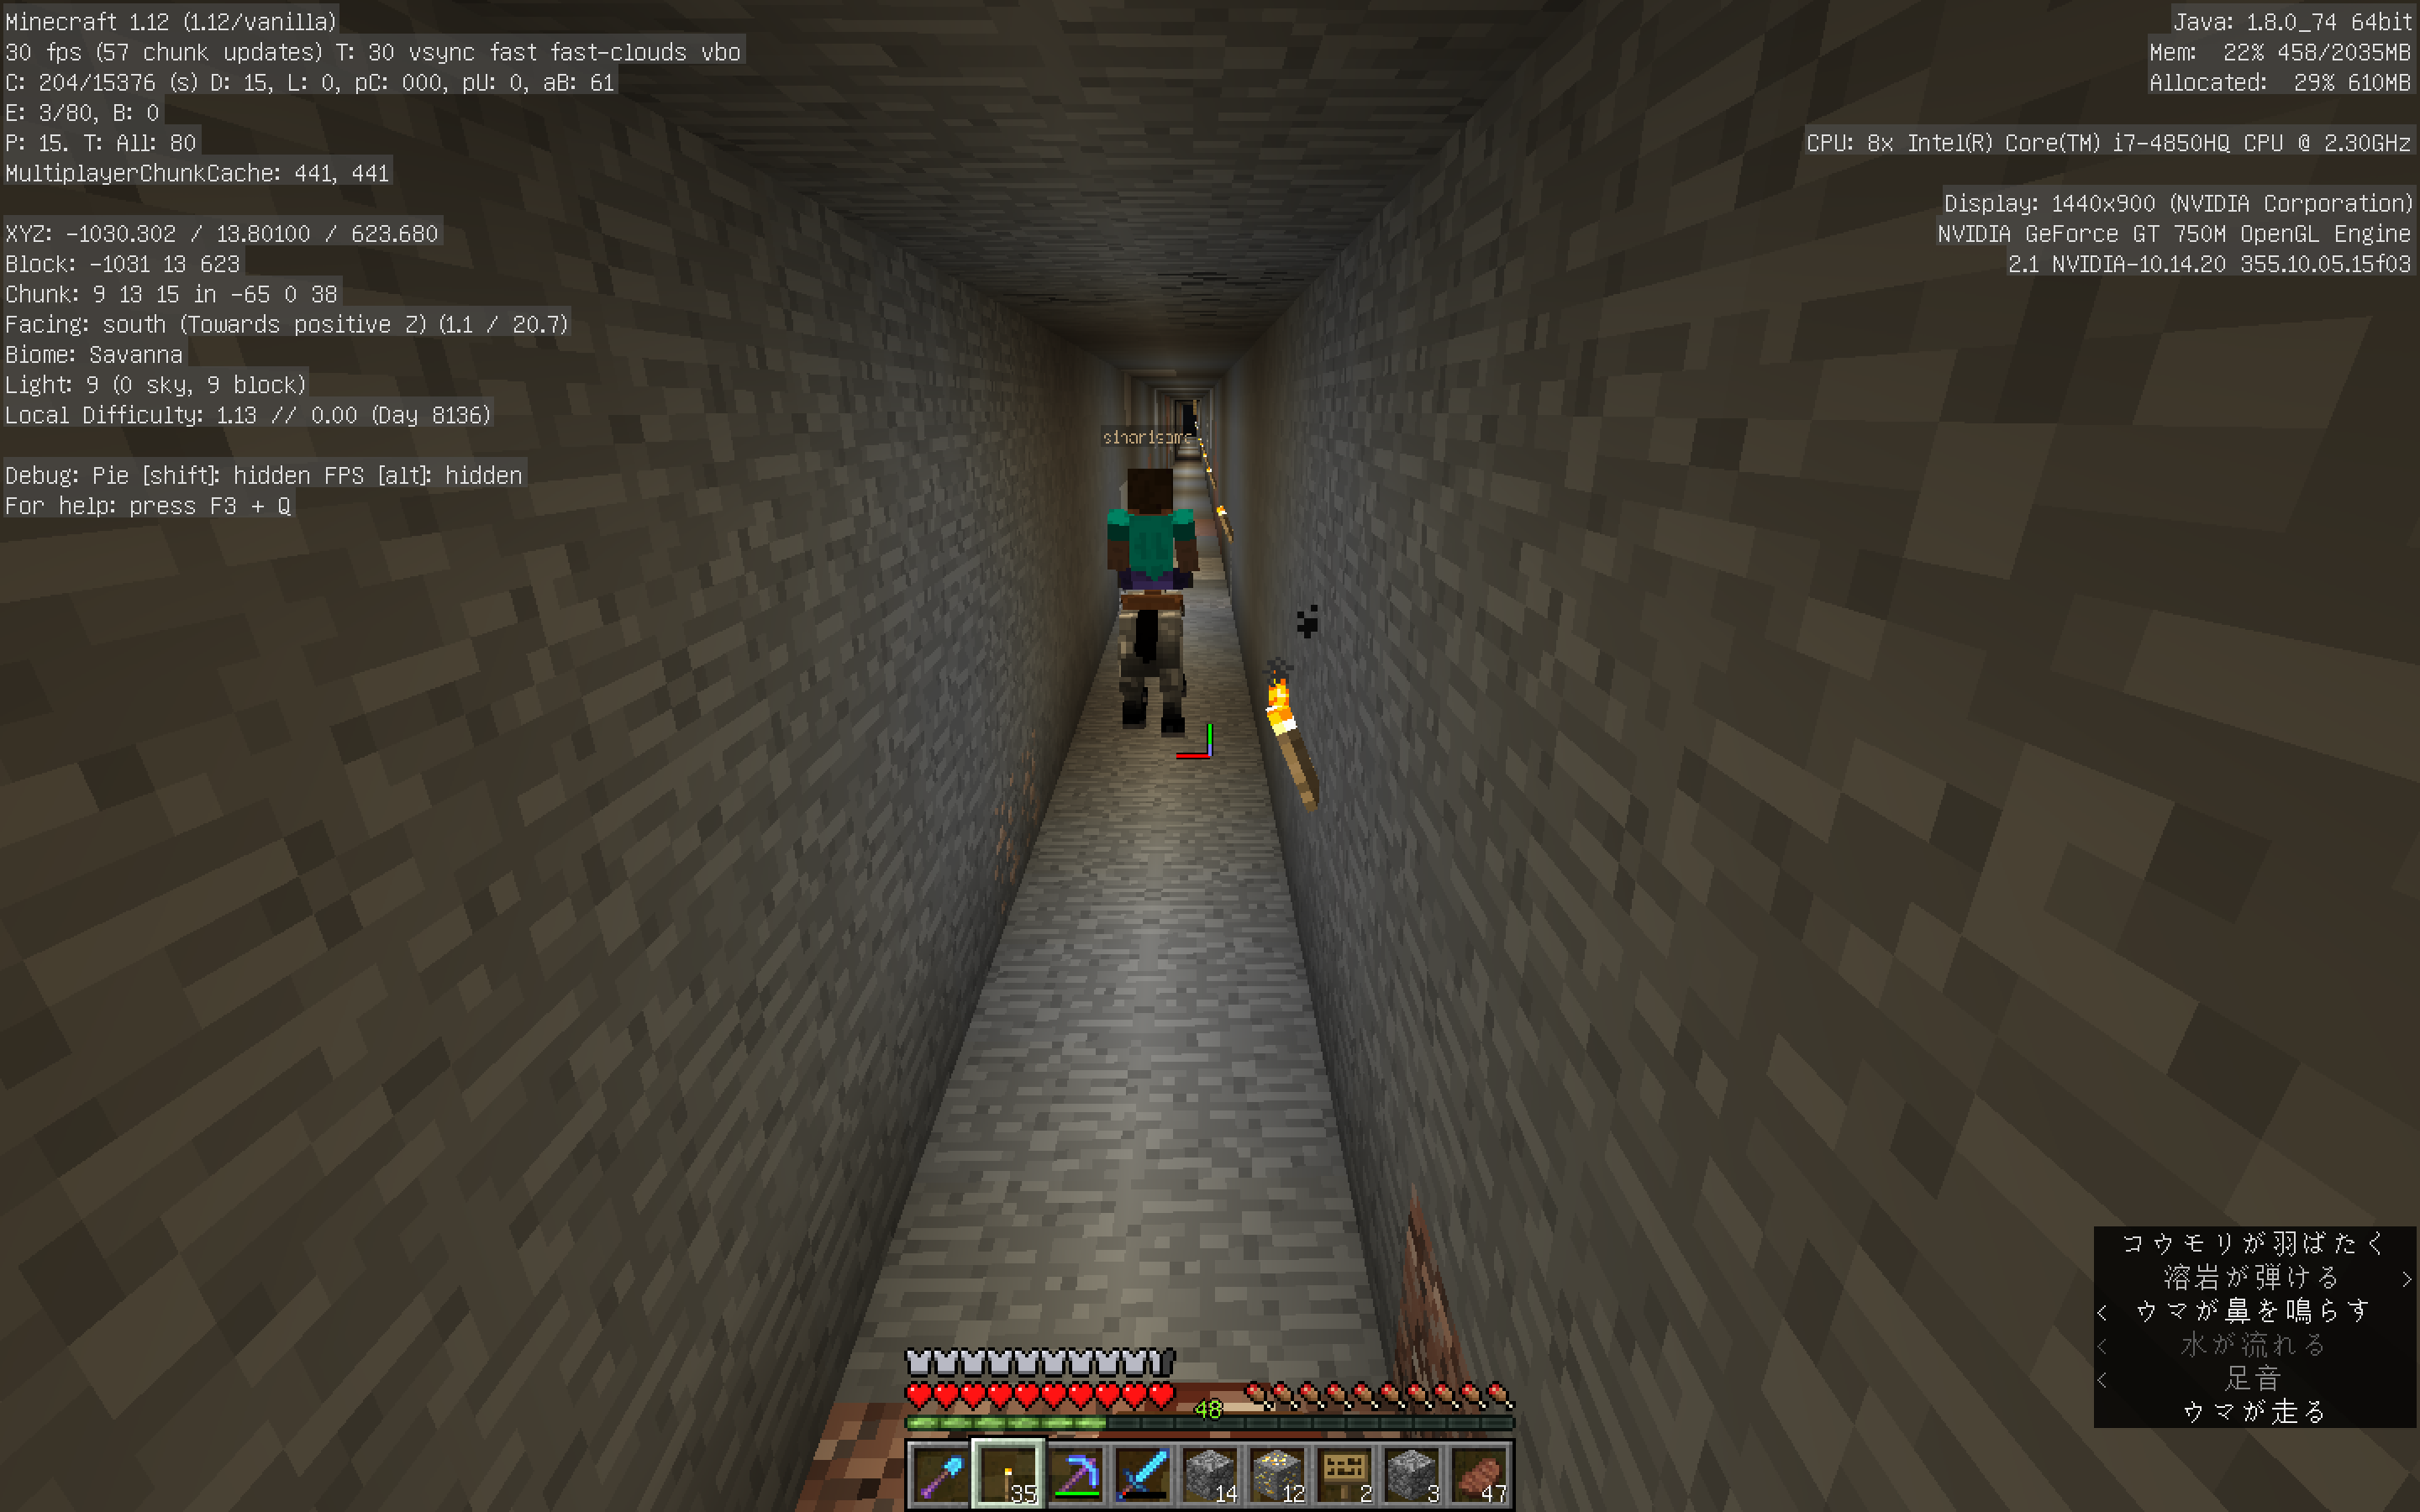 Minecraft 1.12 (1.12/vanilla)
30 fps (57 chunk updates) T: 30 vsync fast fast-clouds vbo
C: 204/15376 (s) D: 15, L: 0, pC: 000, pU: 0, aB: 61
E: 3/80, B: 0
P: 15. T: All: 80
MultiplayerChunkCache: 441, 441
XYZ: -1030.302 / 13.80100 / 623.680
Block: -1031 13 623
Chunk: 9 13 15 in -65 0 38
Facing: south (Towards positive Z) (1.1 / 20.7)
Biome: Savanna
Light: 9 (0 sky, 9 block)
Local Difficulty: 1.13 // 0.00 (Day 8136)
Debug: Pie [shift]: hidden FPS [alt]: hidden
For help: press F3 + Q
Java: 1.8.0_74 64bit
Mem: 22% 458/2035MB
Allocated: 29% 610MB
CPU: 8x Intel(R) Core(TM) i7-4850HQ CPU @ 2.30GHz
Display: 1440x900 (NVIDIA Corporation)
NVIDIA GeForce GT 750M OpenGL Engine
2.1 NVIDIA-10.14.20 355.10.05.15f03
コウモリが羽ばたく
溶岩が弾ける >
< ウマが鼻を鳴らす
< 水が流れる
< 足音
ウマが走る
48
35 14 12 2 3 47